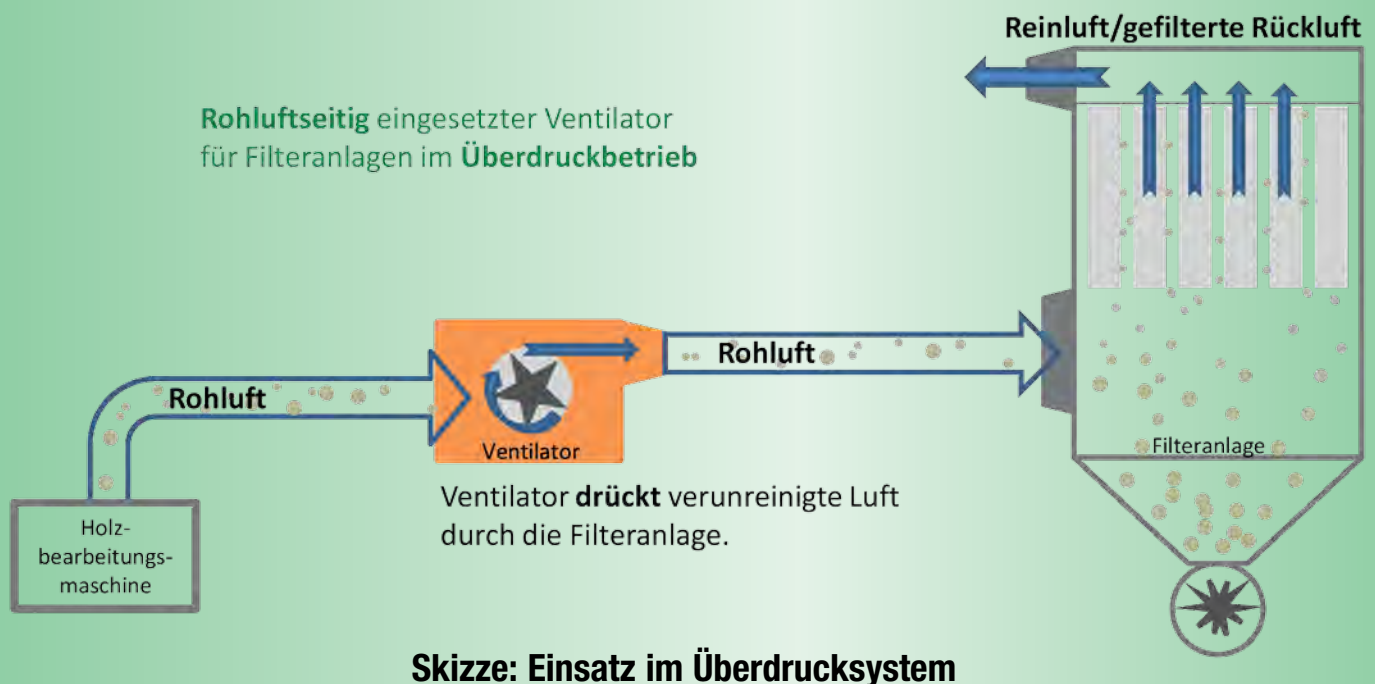 Reinluft/gefilterte Rückluft
Rohluftseitig eingesetzter Ventilator
für Filteranlagen im Überdruckbetrieb
Rohluft
Rohluft
Ventilator
Filteranlage
Ventilator drückt verunreinigte Luft
durch die Filteranlage.
Holz-
bearbeitungs-
maschine
Skizze: Einsatz im Überdrucksystem